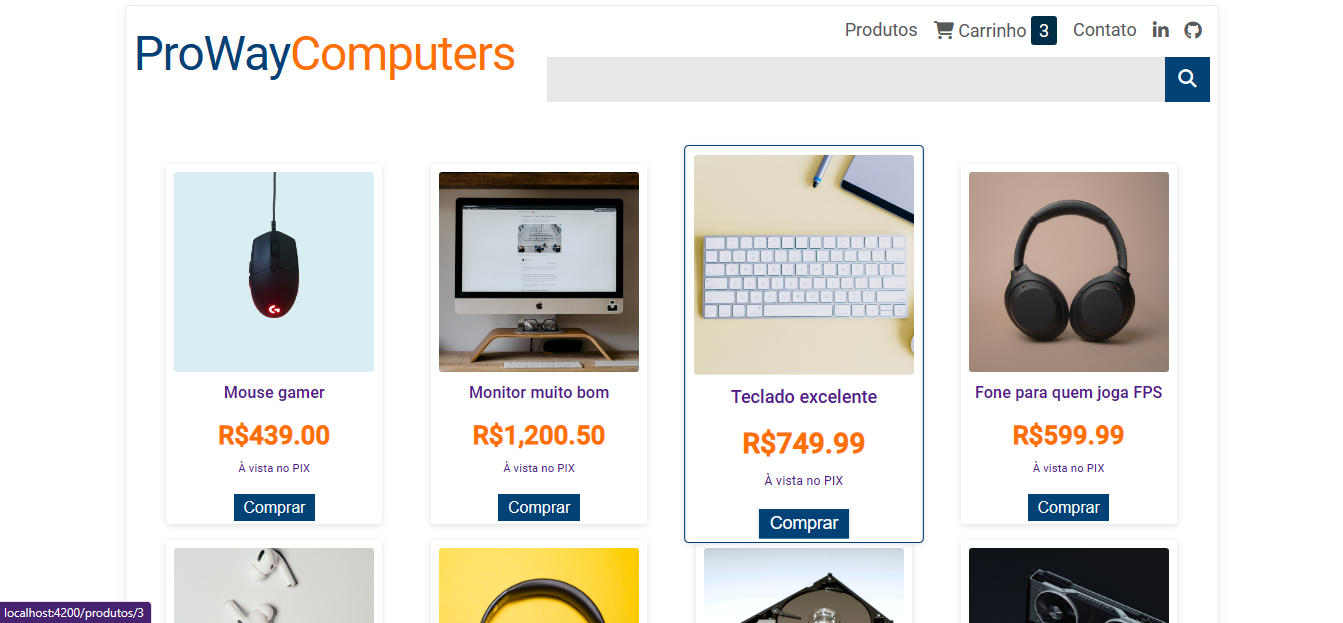 ProWayComputers
Produtos Carrinho 3 Contato in
Mouse gamer
R$439.00
À vista no PIX
Comprar
Monitor muito bom
R$1,200.50
À vista no PIX
Comprar
Teclado excelente
R$749.99
À vista no PIX
Comprar
Fone para quem joga FPS
R$599.99
À vista no PIX
Comprar
localhost:4200/produtos/3